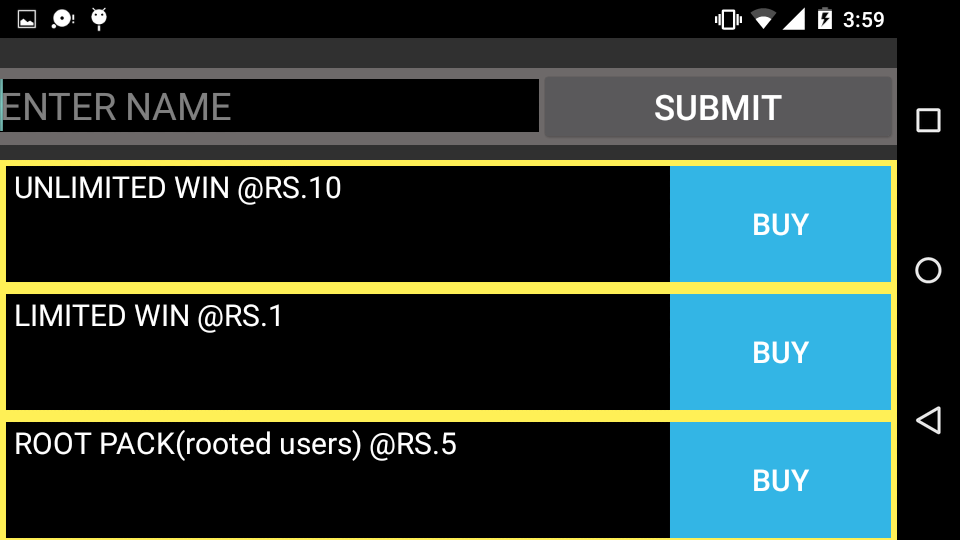 3:59
ENTER NAME
SUBMIT
UNLIMITED WIN @RS.10
BUY
LIMITED WIN @RS.1
BUY
ROOT PACK(rooted users) @RS.5
BUY